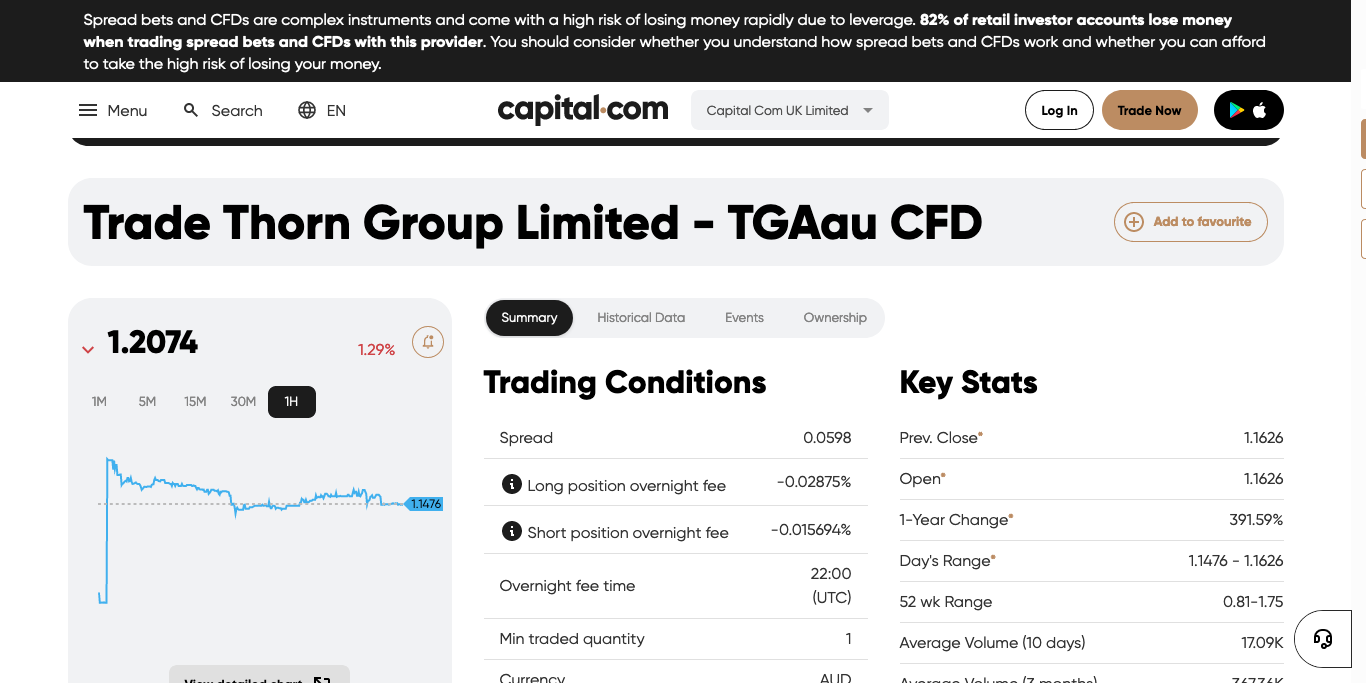 Spread bets and CFDs are complex instruments and come with a high risk of losing money rapidly due to leverage. 82% of retail investor accounts lose money
when trading spread bets and CFDs with this provider. You should consider whether you understand how spread bets and CFDs work and whether you can afford
to take the high risk of losing your money.
Menu
Search
EN
capital.com
Capital Com UK Limited
Log In
Trade Now
Trade Thorn Group Limited - TGAau CFD
Add to favourite
1.2074
1.29%
1M 5M 15M 30M 1H
1.1476
View detailed chart
Summary Historical Data Events Ownership
Trading Conditions
Spread 0.0598
Long position overnight fee -0.02875%
Short position overnight fee -0.015694%
Overnight fee time 22:00
(UTC)
Min traded quantity 1
Currency AUD
Key Stats
Prev. Close* 1.1626
Open* 1.1626
1-Year Change* 391.59%
Day's Range* 1.1476 - 1.1626
52 wk Range 0.81-1.75
Average Volume (10 days) 17.09K
Average Volume (3 months) 367.36K